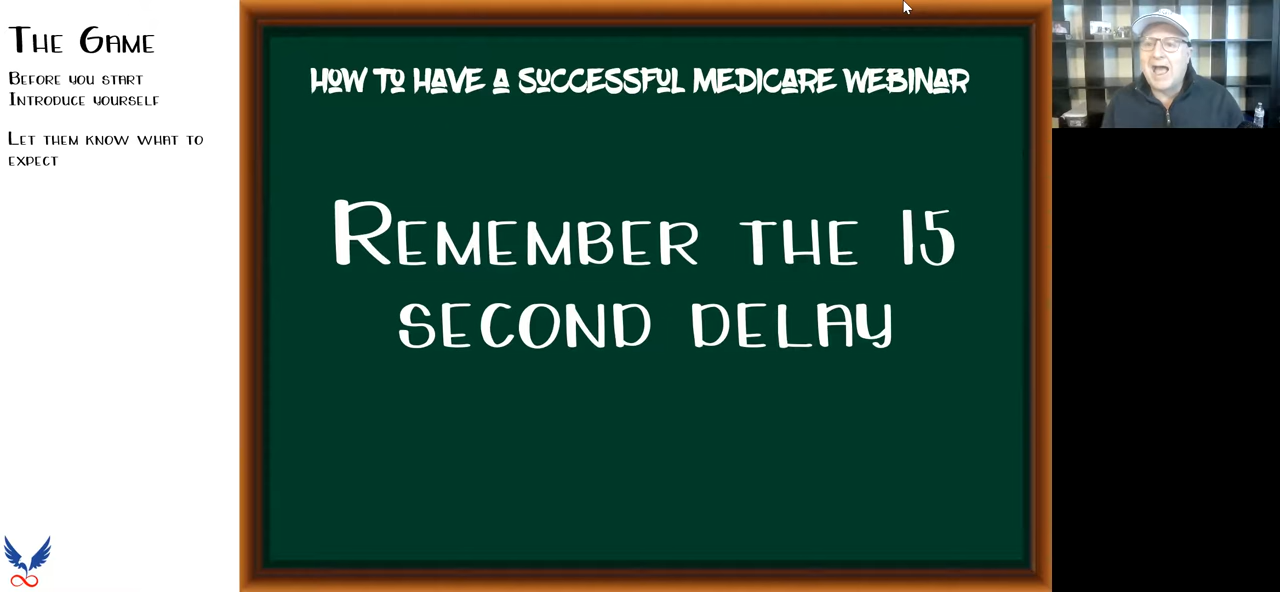 The Game
Before you start
Introduce yourself
Let them know what to
expect
How to Have a Successful Medicare Webinar
Remember the 15
second delay